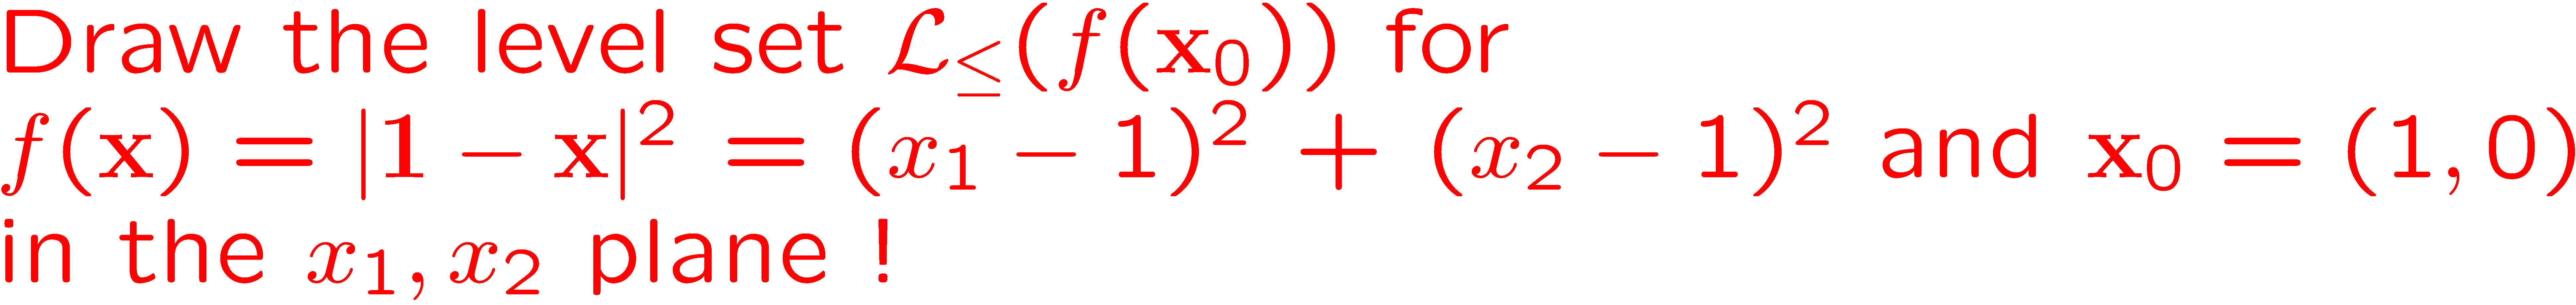 Draw the level set ℒ≤(f(𝐱₀)) for
f(𝐱) = |𝟏 − 𝐱|² = (x₁ − 1)² + (x₂ − 1)² and 𝐱₀ = (1, 0)
in the x₁, x₂ plane !